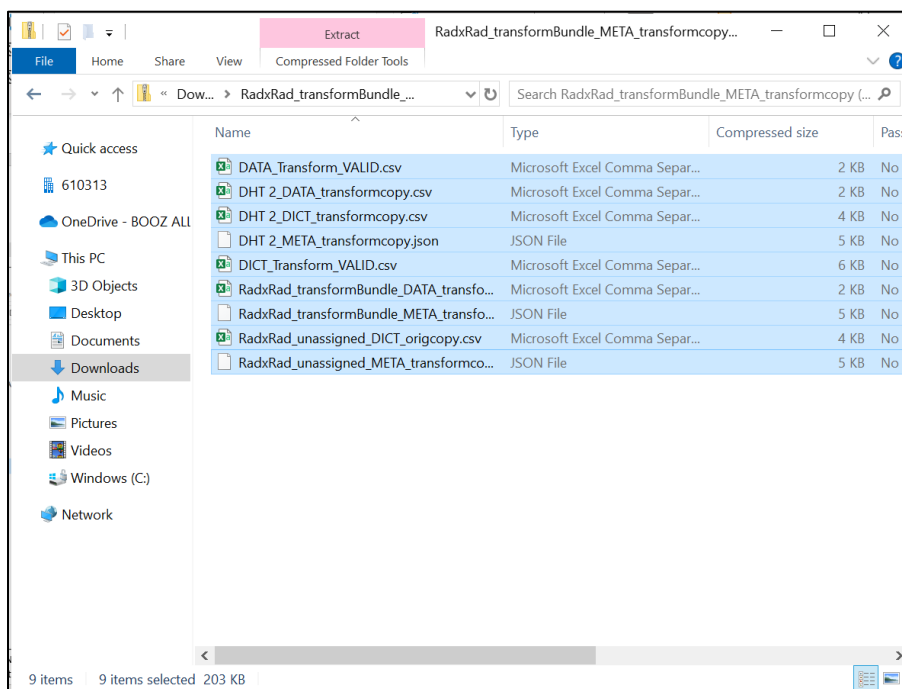 Extract RadxRad_transformBundle_META_transformcopy...
File Home Share View Compressed Folder Tools
« Dow... > RadxRad_transformBundle_... Search RadxRad_transformBundle_META_transformcopy (...
Name Type Compressed size Pas
Quick access
610313
OneDrive - BOOZ ALL
This PC
3D Objects
Desktop
Documents
Downloads
Music
Pictures
Videos
Windows (C:)
Network
DATA_Transform_VALID.csv Microsoft Excel Comma Separ... 2 KB No
DHT 2_DATA_transformcopy.csv Microsoft Excel Comma Separ... 2 KB No
DHT 2_DICT_transformcopy.csv Microsoft Excel Comma Separ... 4 KB No
DHT 2_META_transformcopy.json JSON File 5 KB No
DICT_Transform_VALID.csv Microsoft Excel Comma Separ... 6 KB No
RadxRad_transformBundle_DATA_transfo... Microsoft Excel Comma Separ... 2 KB No
RadxRad_transformBundle_META_transfo... JSON File 5 KB No
RadxRad_unassigned_DICT_origcopy.csv Microsoft Excel Comma Separ... 4 KB No
RadxRad_unassigned_META_transformco... JSON File 5 KB No
9 items 9 items selected 203 KB